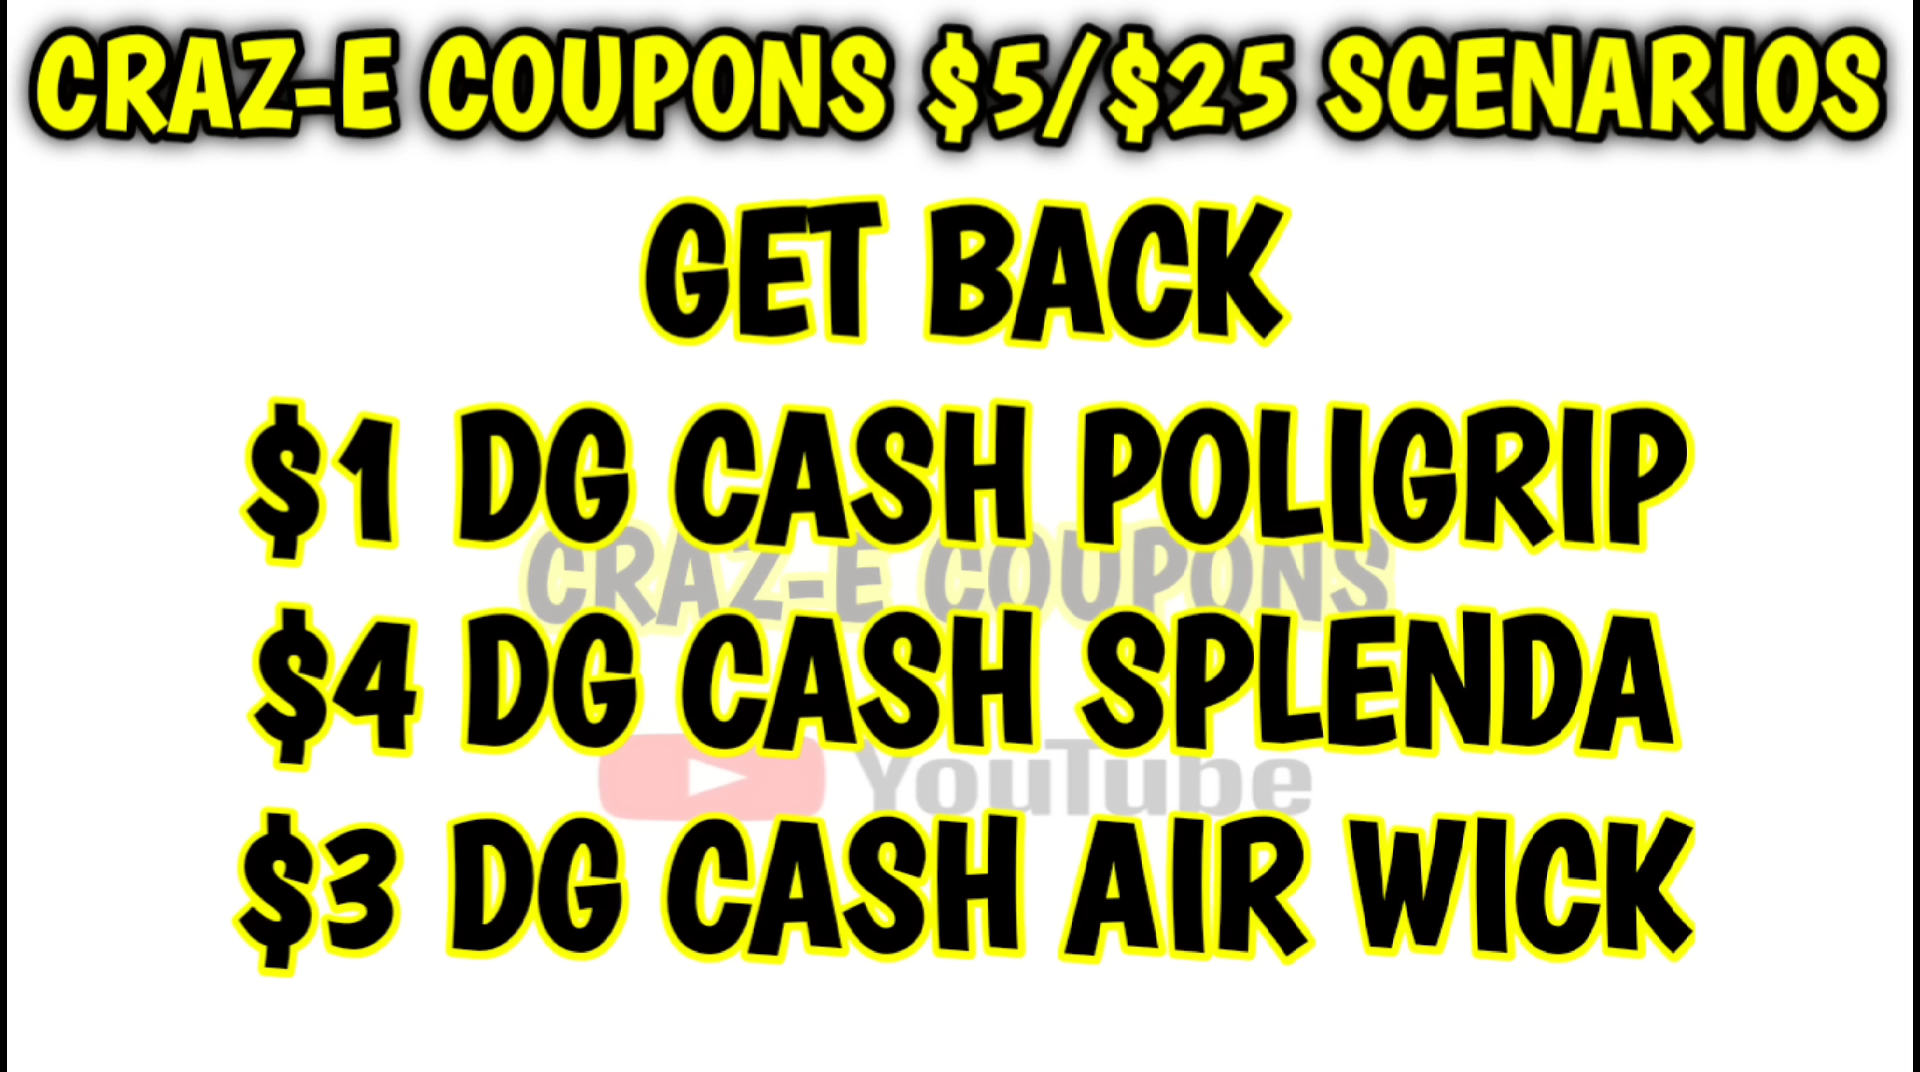 CRAZ-E COUPONS $5/$25 SCENARIOS
GET BACK
$1 DG CASH POLIGRIP
CRAZ-E COUPONS
$4 DG CASH SPLENDA
YouTube
$3 DG CASH AIR WICK